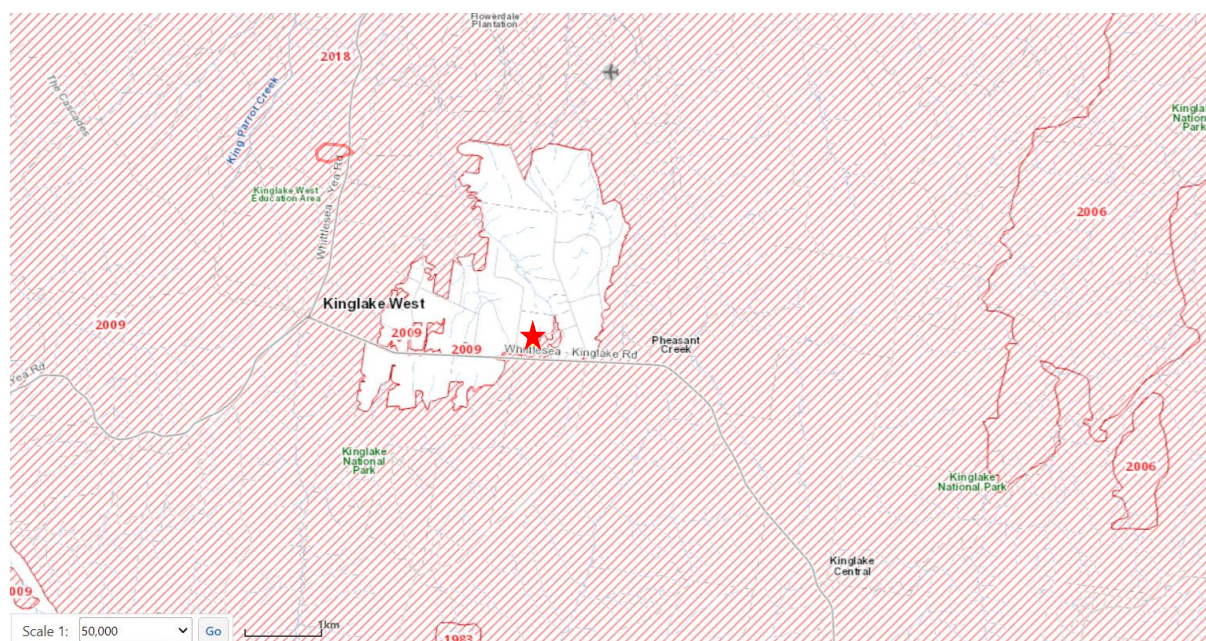 Flowerdale
Plantation
2018
The Cascades
King Parrot Creek
Kinglake
National
Park
Whittlesea - Yea Rd
Kinglake West
Education Area
2006
Kinglake West
2009
2009
2009
Whittlesea - Kinglake Rd
Pheasant
Creek
Yea Rd
Kinglake
National
Park
Kinglake
National Park
2006
Kinglake
Central
009
Scale 1: 50,000 Go
1km
1983